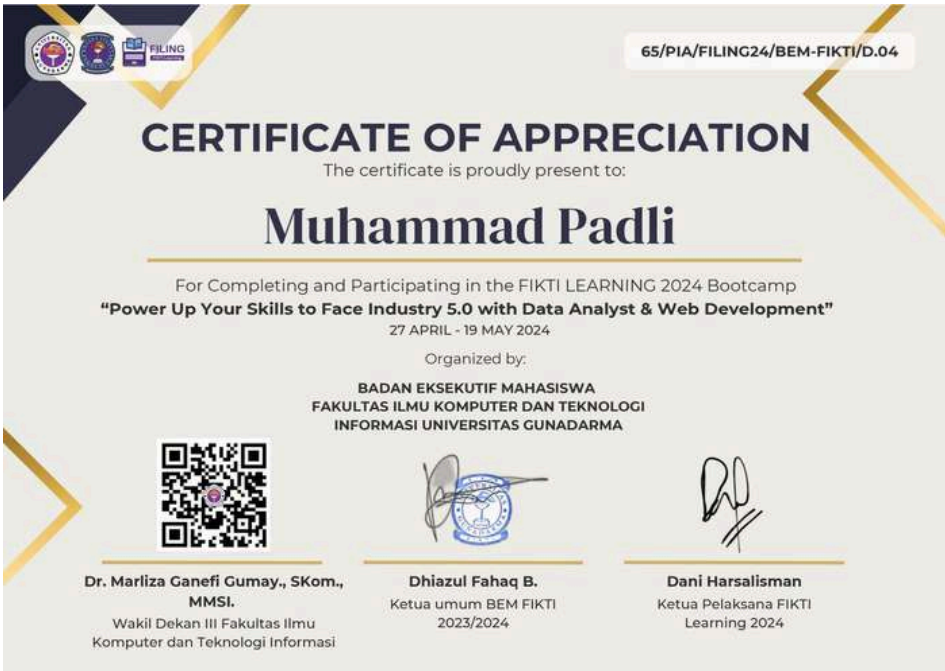 FILING
65/PIA/FILING24/BEM-FIKTI/D.04
CERTIFICATE OF APPRECIATION
The certificate is proudly present to:
Muhammad Padli
For Completing and Participating in the FIKTI LEARNING 2024 Bootcamp
“Power Up Your Skills to Face Industry 5.0 with Data Analyst & Web Development”
27 APRIL - 19 MAY 2024
Organized by:
BADAN EKSEKUTIF MAHASISWA
FAKULTAS ILMU KOMPUTER DAN TEKNOLOGI
INFORMASI UNIVERSITAS GUNADARMA
Dr. Marliza Ganefi Gumay., SKom.,
MMSI.
Wakil Dekan III Fakultas Ilmu
Komputer dan Teknologi Informasi
Dhiazul Fahaq B.
Ketua umum BEM FIKTI
2023/2024
Dani Harsalisman
Ketua Pelaksana FIKTI
Learning 2024